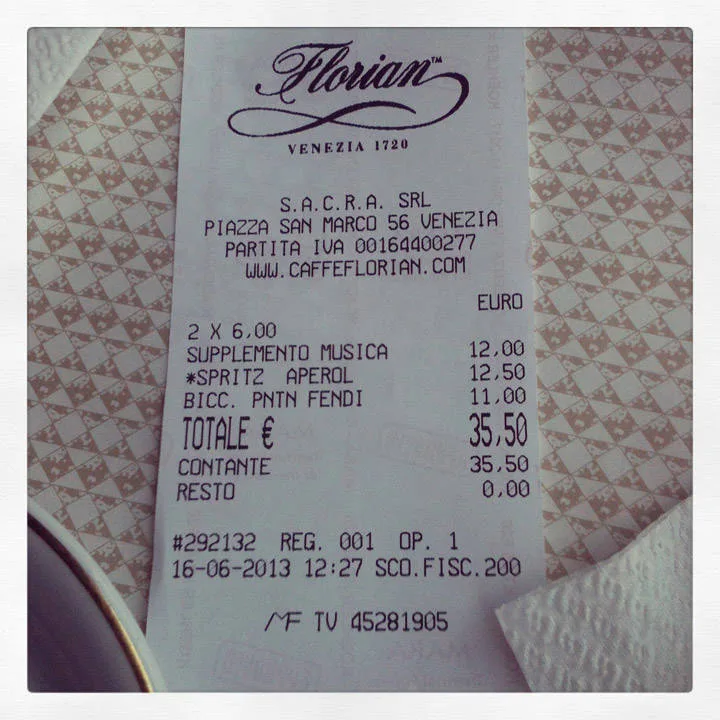 Florian™
VENEZIA 1720
S.A.C.R.A. SRL
PIAZZA SAN MARCO 56 VENEZIA
PARTITA IVA 00164400277
WWW.CAFFEFLORIAN.COM
EURO
2 X 6,00
SUPPLEMENTO MUSICA 12,00
*SPRITZ APEROL 12,50
BICC. PNTN FENDI 11,00
TOTALE € 35,50
CONTANTE 35,50
RESTO 0,00
#292132 REG. 001 OP. 1
16-06-2013 12:27 SCO.FISC.200
MF TV 45281905